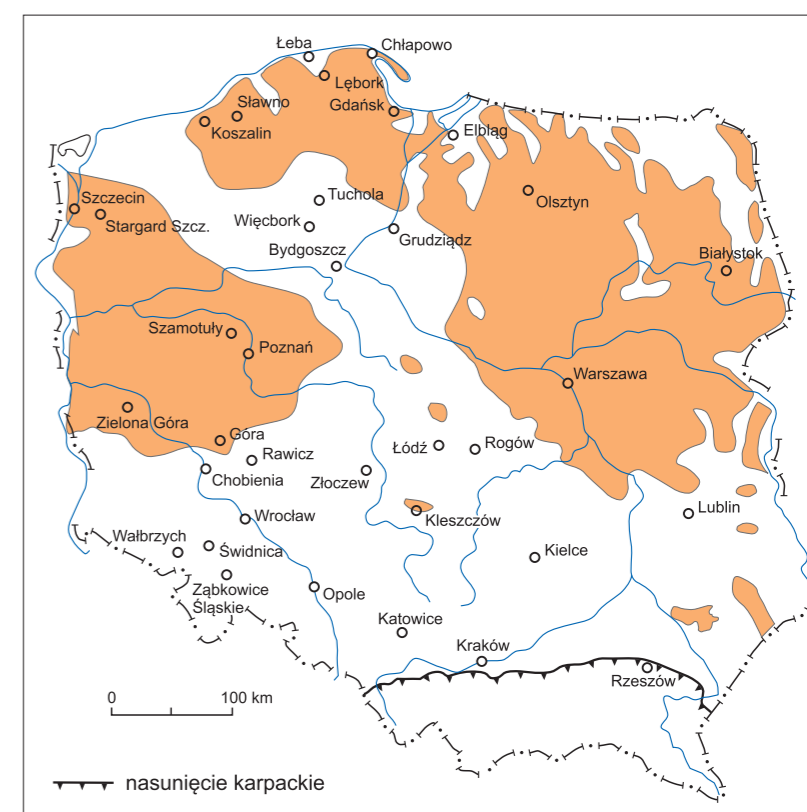 Łeba
Chłapowo
Lębork
Sławno
Gdańsk
Koszalin
Elbląg
Tuchola
Olsztyn
Szczecin
Stargard Szcz.
Więcbork
Grudziądz
Bydgoszcz
Białystok
Szamotuły
Poznań
Warszawa
Zielona Góra
Góra
Rawicz
Łódź
Rogów
Chobienia
Złoczew
Kleszczów
Lublin
Wrocław
Wałbrzych
Świdnica
Kielce
Ząbkowice
Śląskie
Opole
Katowice
Kraków
Rzeszów
0 100 km
nasunięcie karpackie